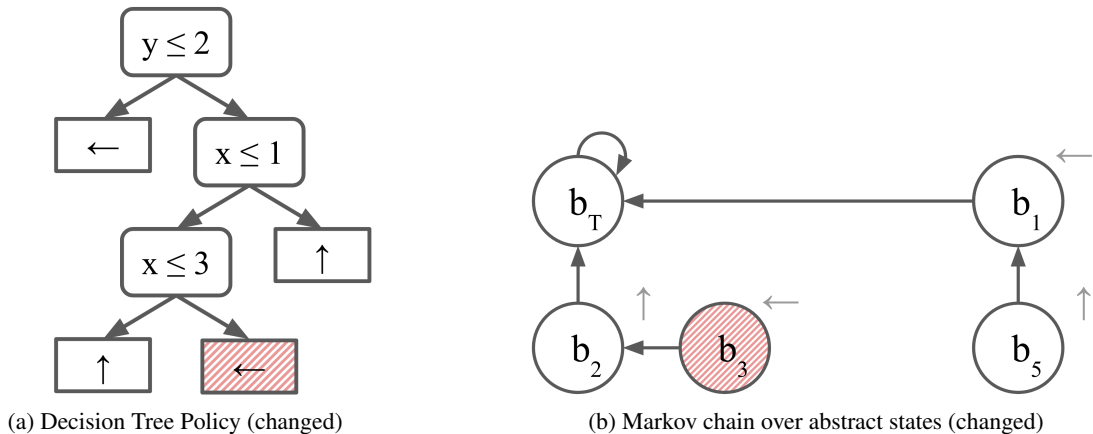 y ≤ 2
←
x ≤ 1
x ≤ 3
↑
↑
←
(a) Decision Tree Policy (changed)
b_T
b_1
←
b_2
↑
b_3
←
b_5
↑
(b) Markov chain over abstract states (changed)